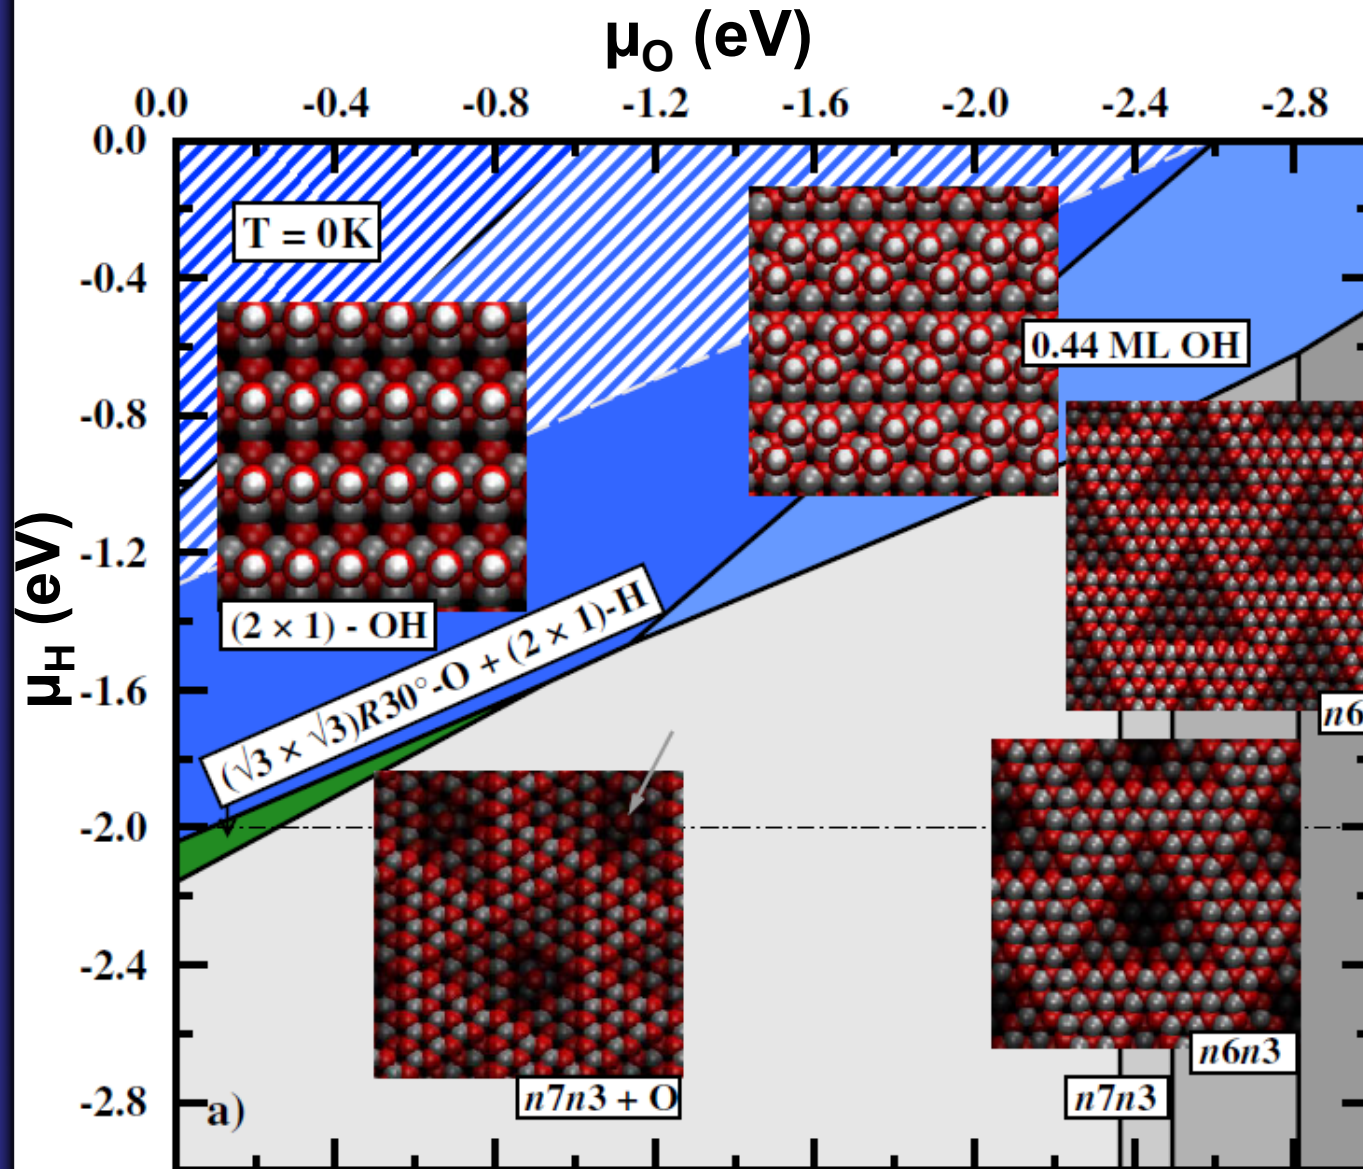 μO (eV)
0.0 -0.4 -0.8 -1.2 -1.6 -2.0 -2.4 -2.8
0.0
-0.4
-0.8
-1.2
-1.6
-2.0
-2.4
-2.8
μH (eV)
T = 0K
0.44 ML OH
(2 × 1) - OH
(√3 × √3)R30°-O + (2 × 1)-H
n6
n6n3
n7n3 + O
n7n3
a)